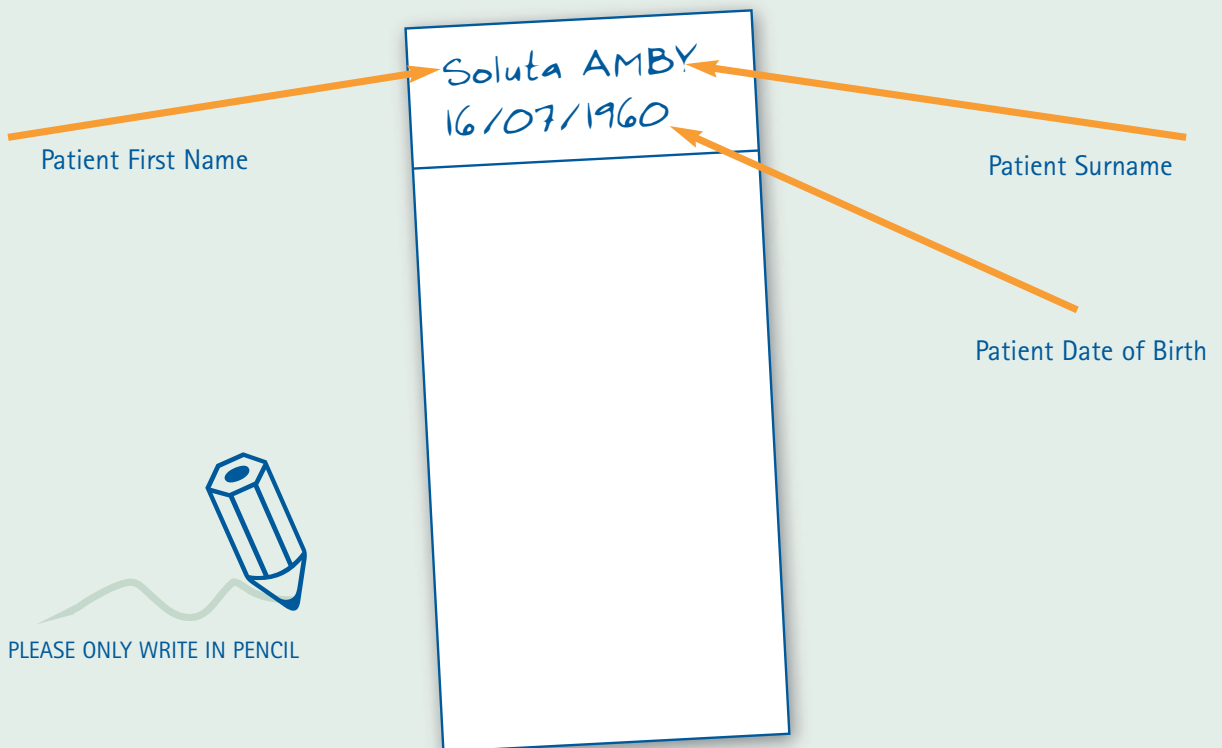 Soluta AMBY
16/07/1960
Patient First Name
Patient Surname
Patient Date of Birth
PLEASE ONLY WRITE IN PENCIL